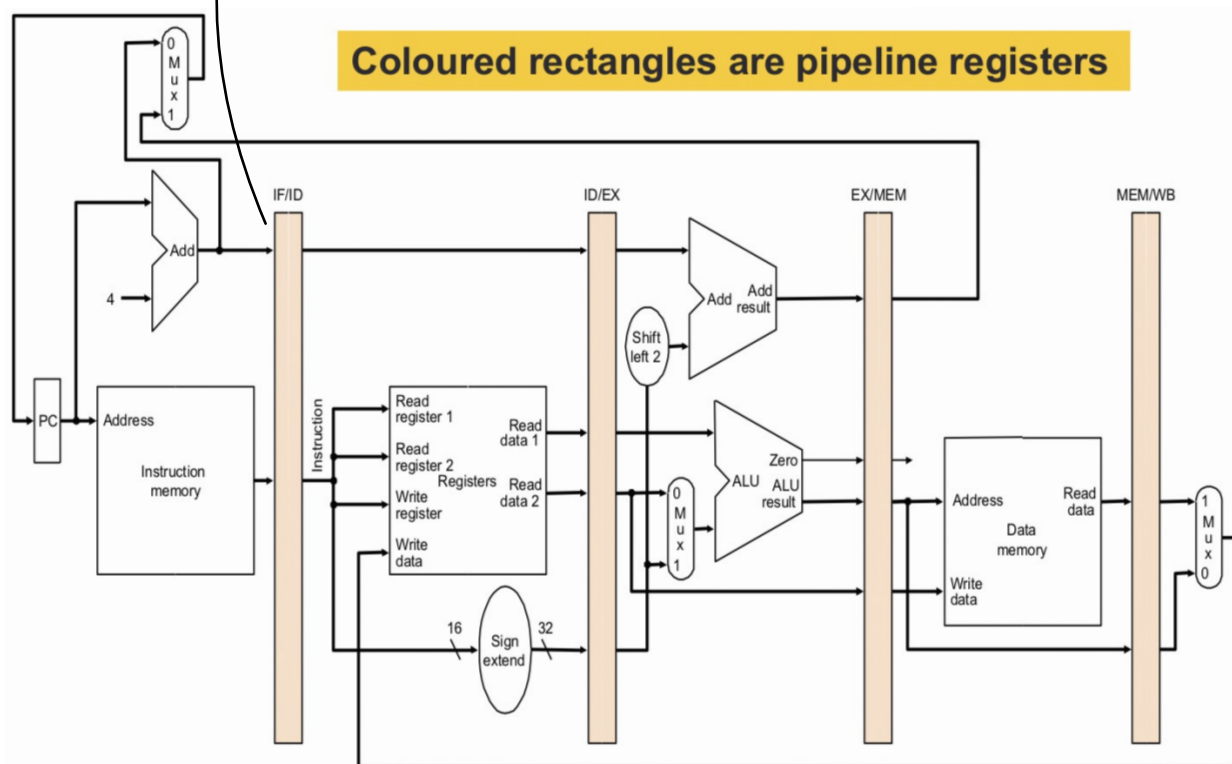 Coloured rectangles are pipeline registers
0
M
u
x
1
IF/ID
ID/EX
EX/MEM
MEM/WB
Add
4
Add
Add
result
Shift
left 2
PC
Address
Instruction
memory
Instruction
Read
register 1
Read
register 2
Write
register
Write
data
Registers
Read
data 1
Read
data 2
0
M
u
x
1
Zero
ALU
ALU
result
Address
Write
data
Data
memory
Read
data
1
M
u
x
0
16
Sign
extend
32